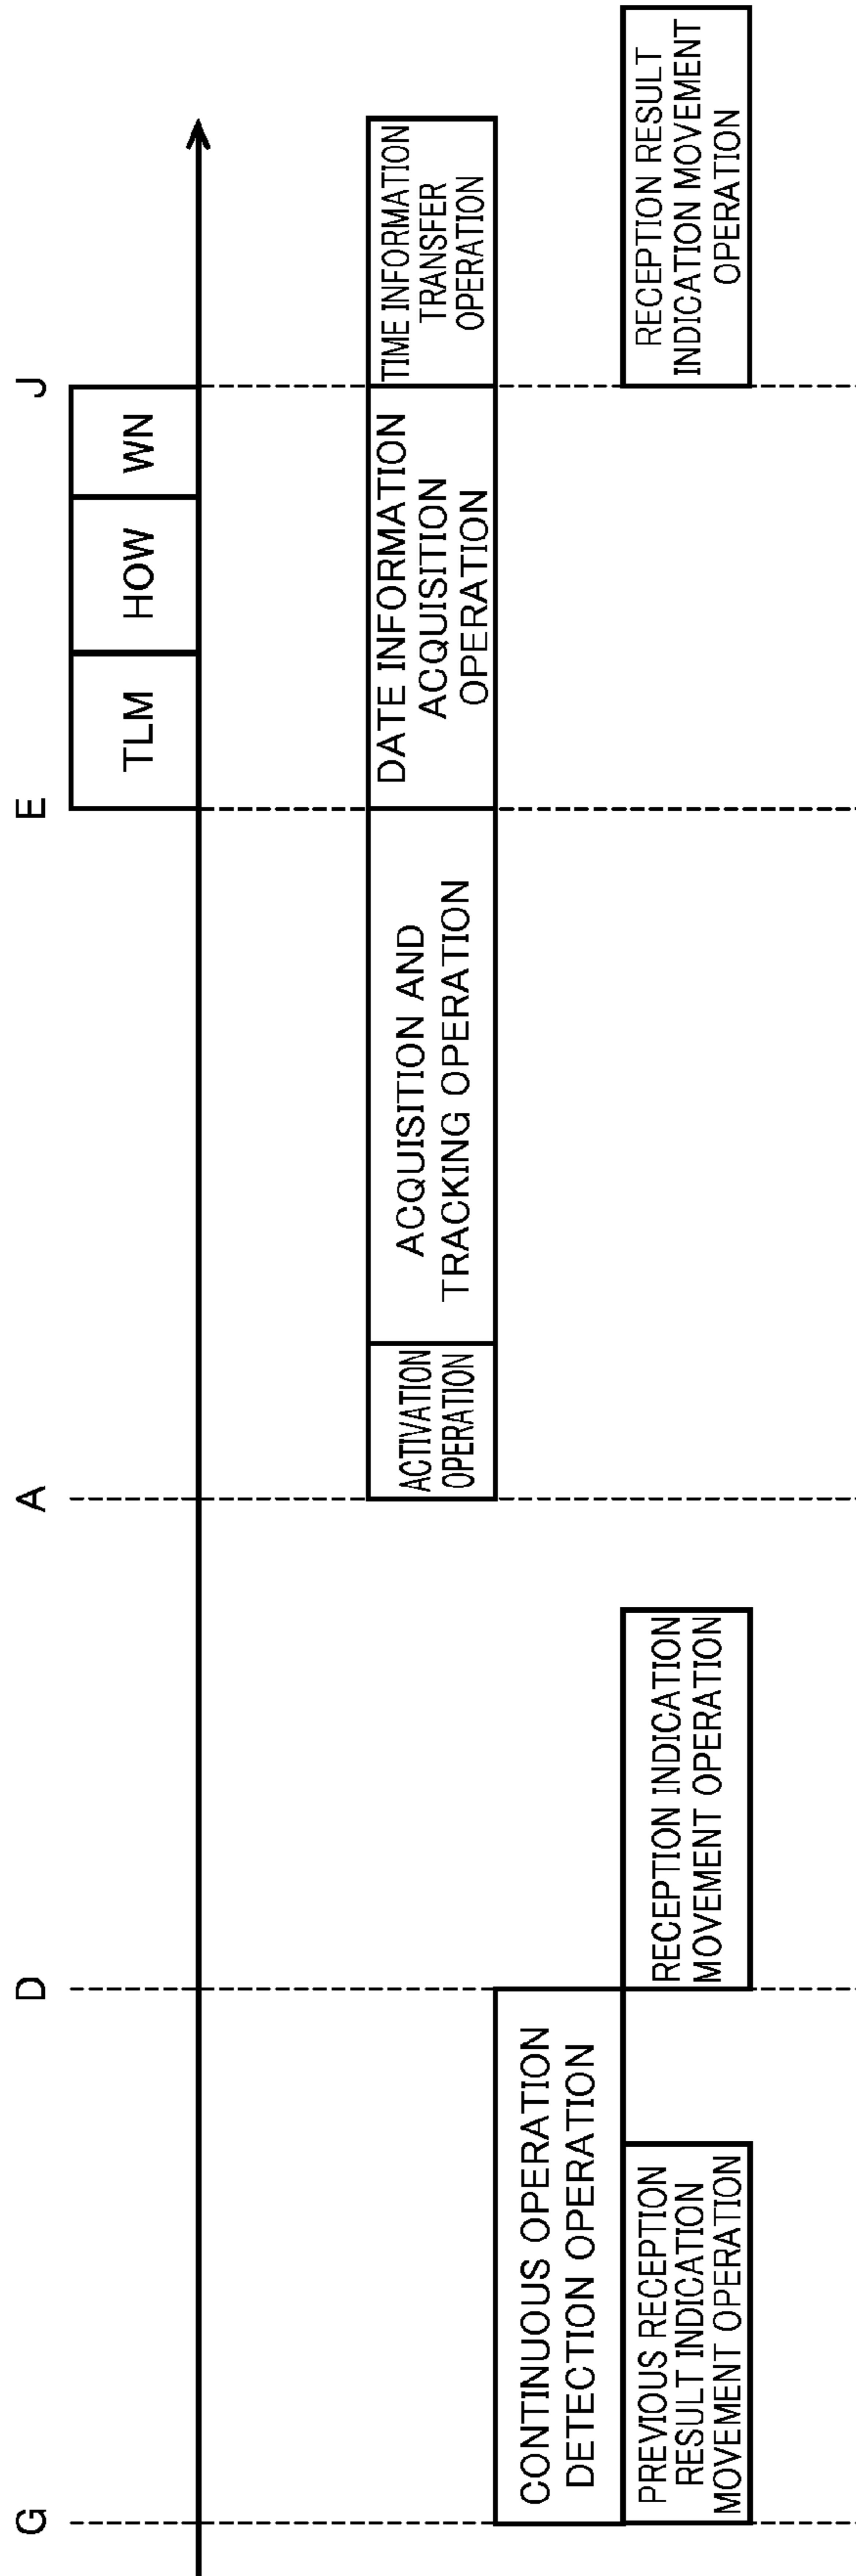 G
D
A
E
J
TLM
HOW
WN
ACTIVATION
OPERATION
ACQUISITION AND
TRACKING OPERATION
DATE INFORMATION
ACQUISITION
OPERATION
TIME INFORMATION
TRANSFER
OPERATION
CONTINUOUS OPERATION
DETECTION OPERATION
PREVIOUS RECEPTION
RESULT INDICATION
MOVEMENT OPERATION
RECEPTION INDICATION
MOVEMENT OPERATION
RECEPTION RESULT
INDICATION MOVEMENT
OPERATION